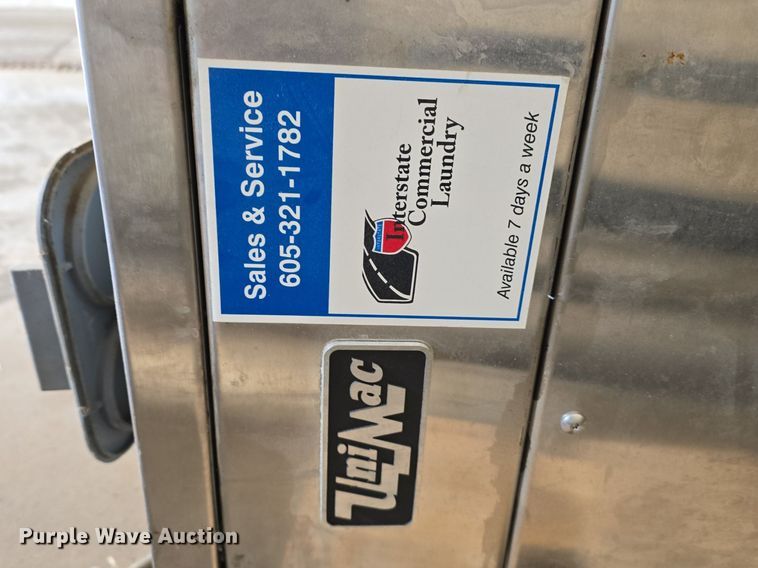 Sales & Service
605-321-1782
Interstate
Commercial
Laundry
Available 7 days a week
UniMac
Purple Wave Auction